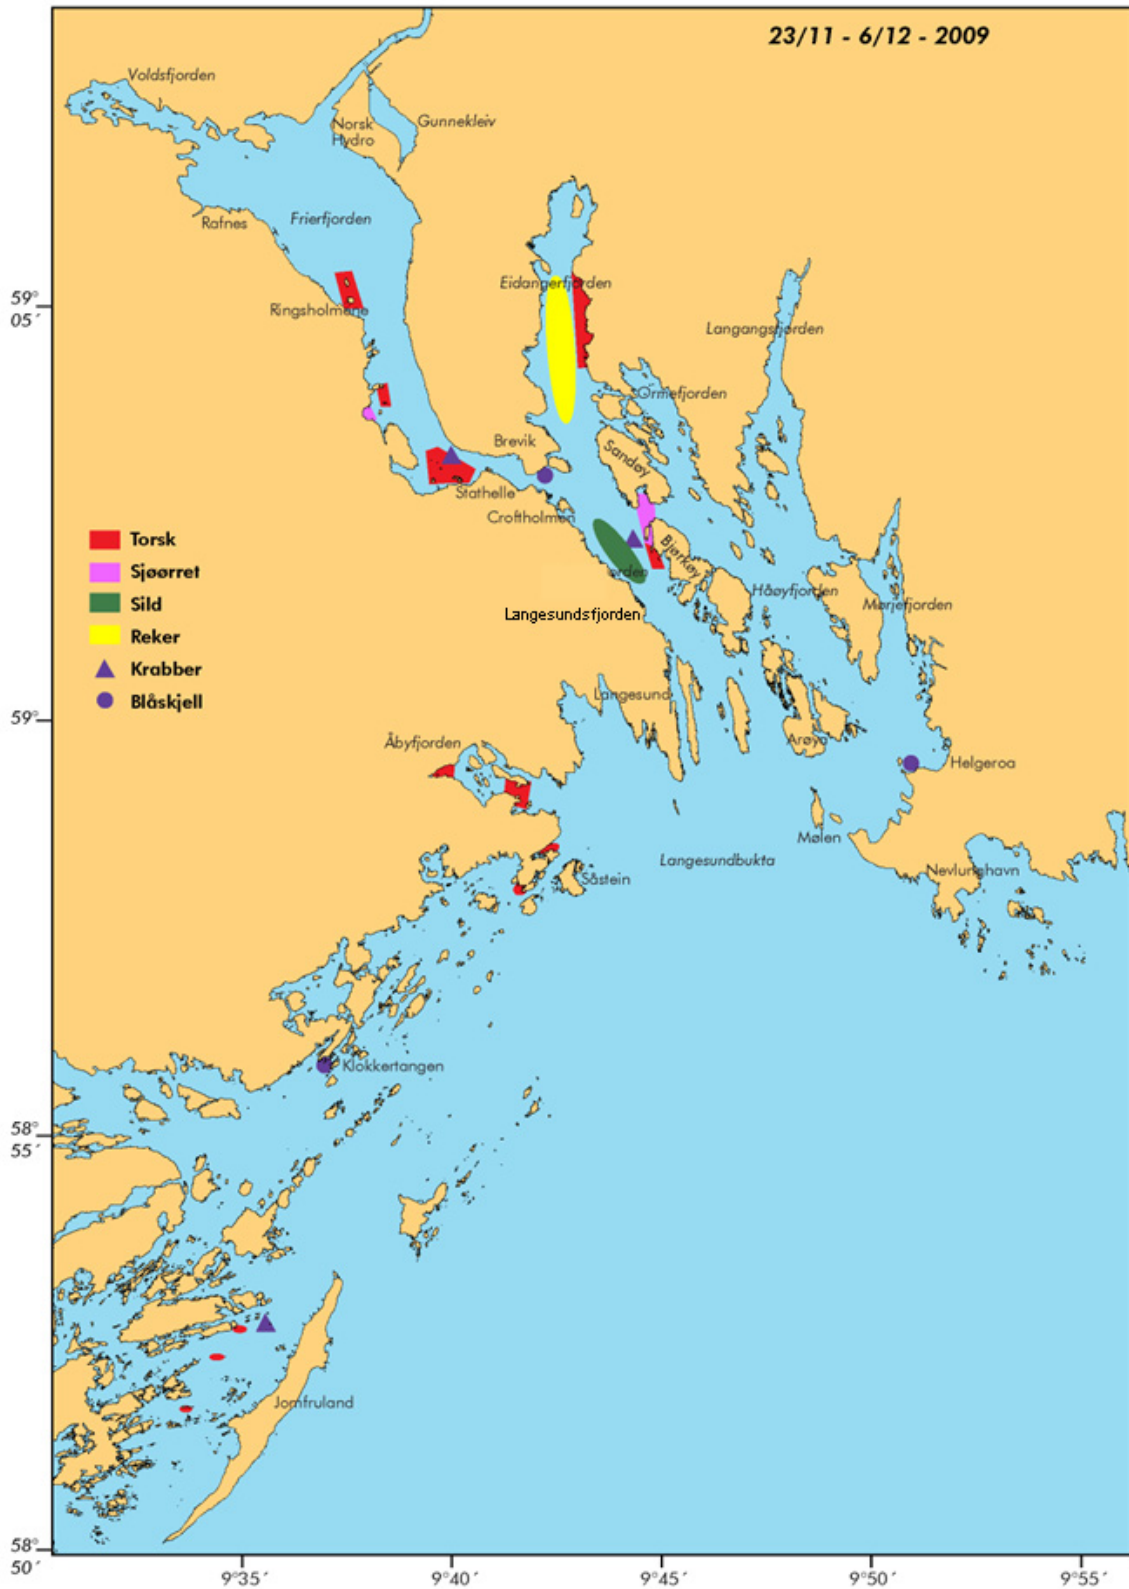 23/11 - 6/12 - 2009
Voldsfjorden
Norsk
Hydro
Gunnekleiv
Rafnes
Frierfjorden
Eidangerfjorden
59°
05´
Ringsholmene
Langangsfjorden
Ormefjorden
Brevik
Sandøy
Stathelle
Croftholmen
Torsk
Sjøørret
Sild
Reker
Krabber
Blåskjell
Bjørkøy
orden
Håøyfjorden
Mørjefjorden
Langesundsfjorden
Langesund
59°
Åbyfjorden
Arøya
Helgeroa
Mølen
Langesundbukta
Såstein
Nevlunghavn
Klokkertangen
58°
55´
Jomfruland
58°
50´
9°35´
9°40´
9°45´
9°50´
9°55´